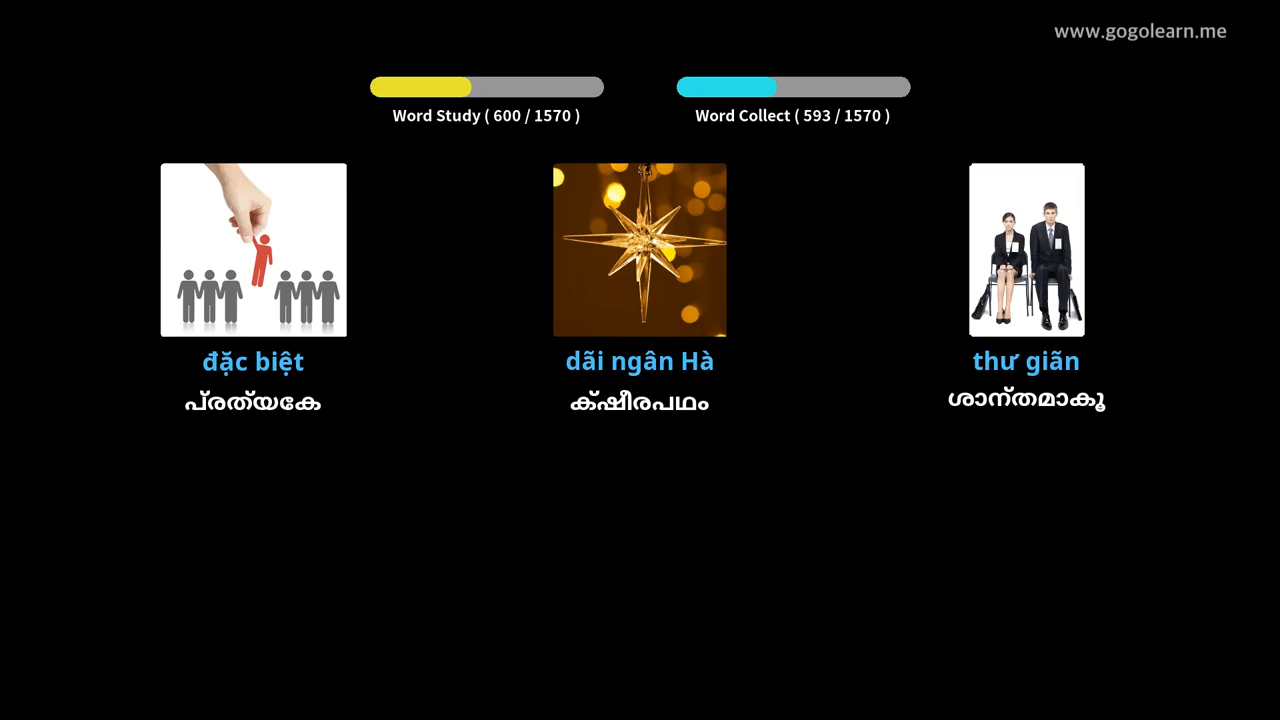 www.gogolearn.me
Word Study ( 600 / 1570 )
Word Collect ( 593 / 1570 )
đặc biệt
dãi ngân Hà
thư giãn
പ്രത്യകേ
ക്ഷീരപഥം
ശാന്തമാകൂ